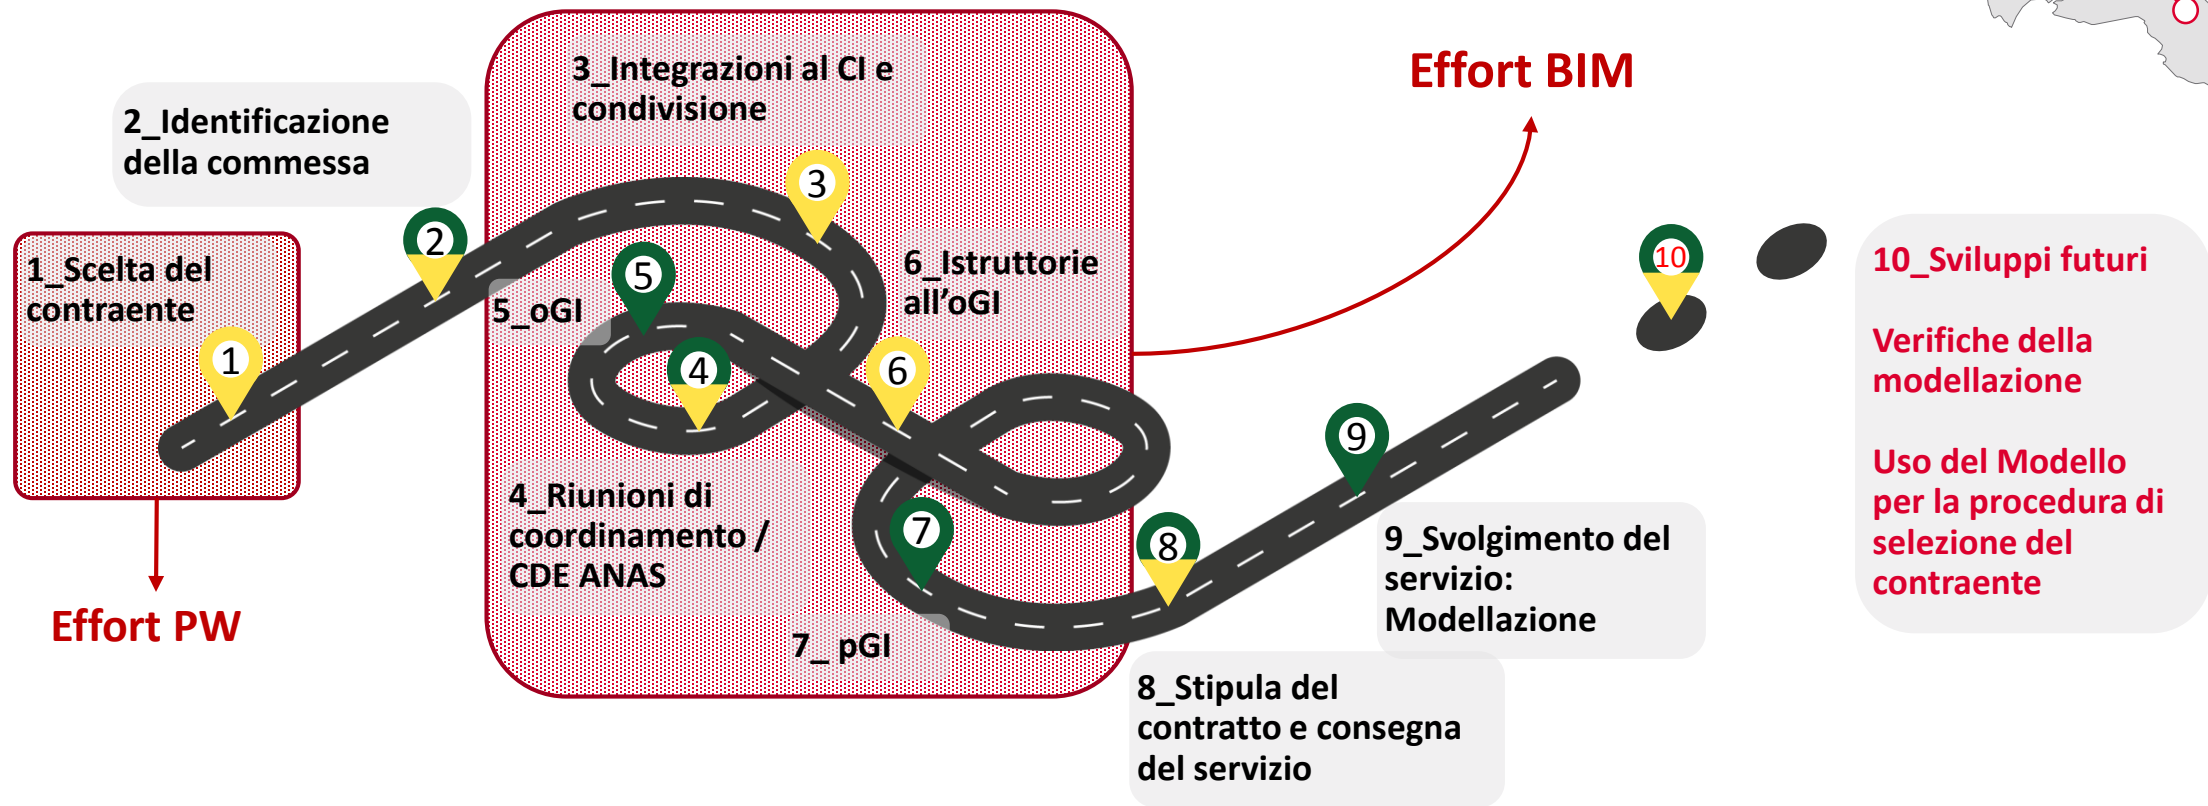 1_Scelta del
contraente
1
Effort PW
2_Identificazione
della commessa
2
3_Integrazioni al CI e
condivisione
3
4
4_Riunioni di
coordinamento /
CDE ANAS
5_oGI
5
6_Istruttorie
all'oGI
6
7
7_ pGI
Effort BIM
8
8_Stipula del
contratto e consegna
del servizio
9
9_Svolgimento del
servizio:
Modellazione
10
10_Sviluppi futuri
Verifiche della
modellazione
Uso del Modello
per la procedura di
selezione del
contraente